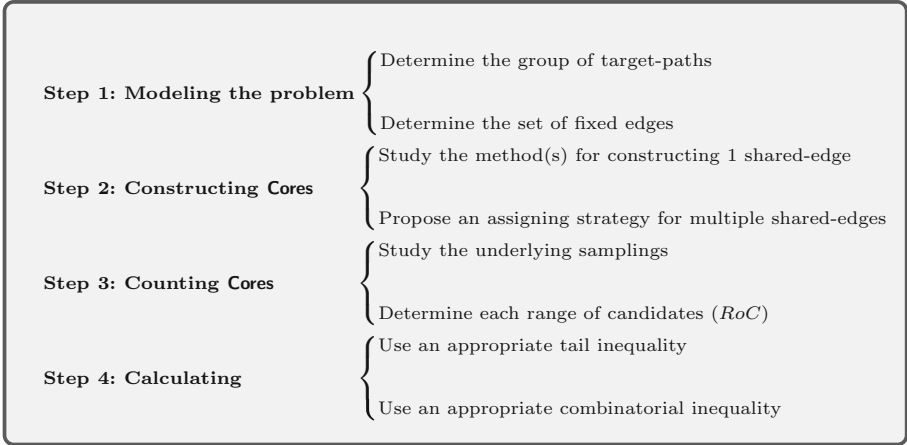 Determine the group of target-paths
Step 1: Modeling the problem
Determine the set of fixed edges
Study the method(s) for constructing 1 shared-edge
Step 2: Constructing Cores
Propose an assigning strategy for multiple shared-edges
Study the underlying samplings
Step 3: Counting Cores
Determine each range of candidates (RoC)
Use an appropriate tail inequality
Step 4: Calculating
Use an appropriate combinatorial inequality